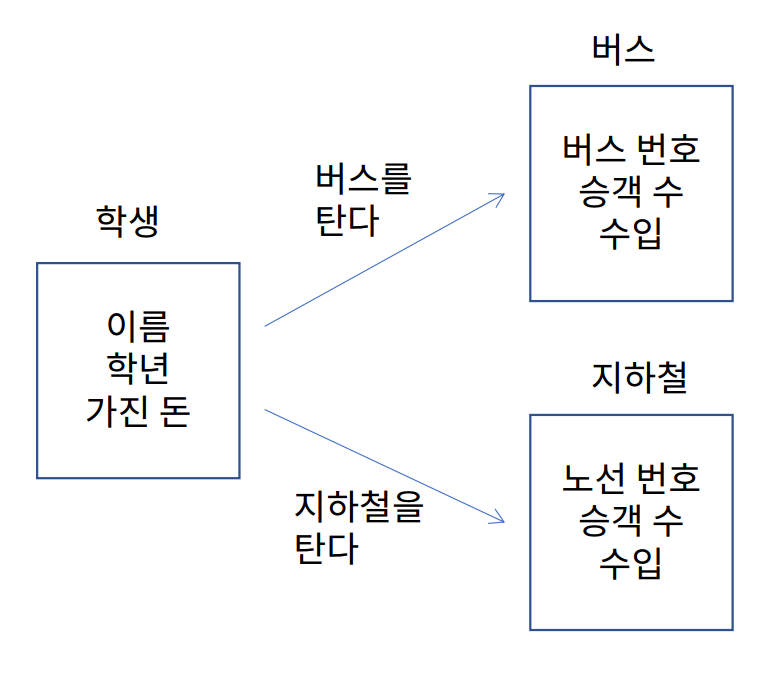 버스
버스 번호
승객 수
수입
버스를
탄다
학생
이름
학년
가진 돈
지하철
노선 번호
승객 수
수입
지하철을
탄다